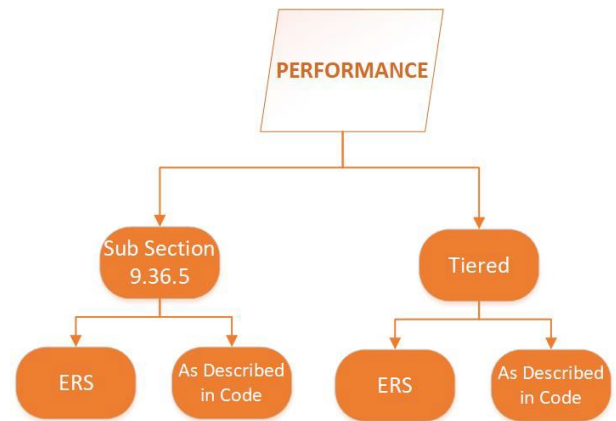 PERFORMANCE
Sub Section
9.36.5
Tiered
ERS
As Described
in Code
ERS
As Described
in Code